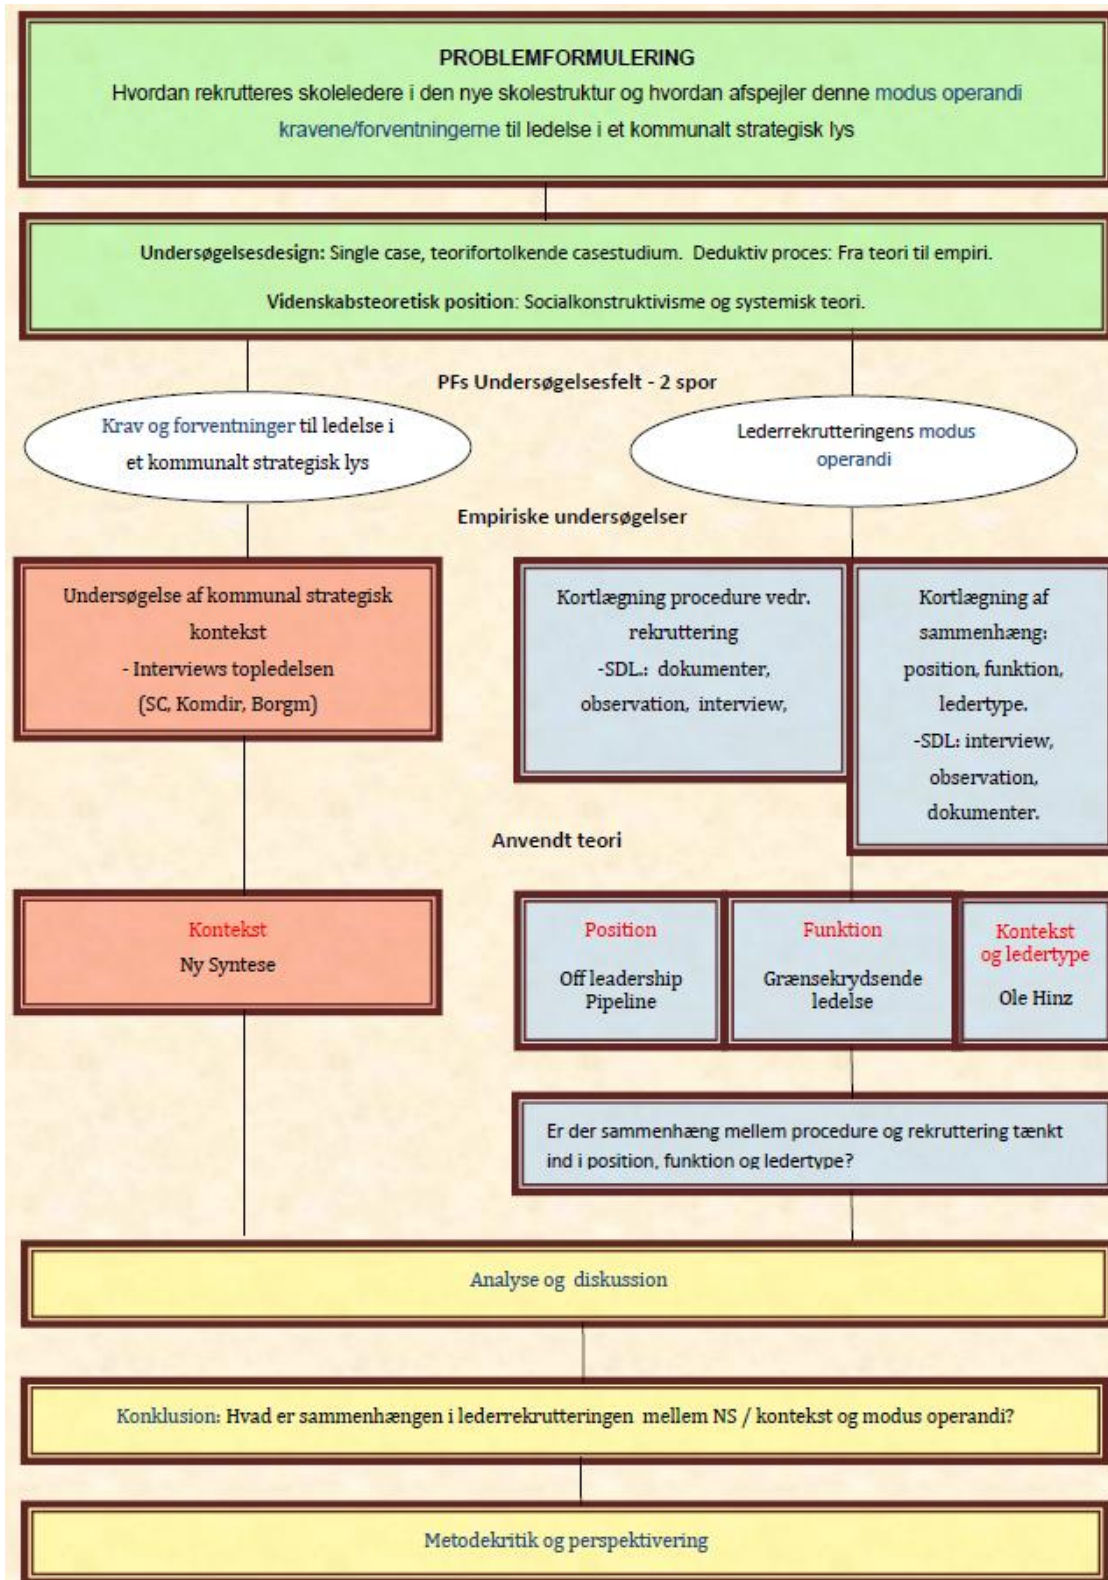 PROBLEMFORMULERING
Hvordan rekrutteres skoleledere i den nye skolestruktur og hvordan afspejler denne modus operandi
kravene/forventningerne til ledelse i et kommunalt strategisk lys
Undersøgelsesdesign: Single case, teorifortolkende casestudium. Deduktiv proces: Fra teori til empiri.
Videnskabsteoretisk position: Socialkonstruktivisme og systemisk teori.
PFs Undersøgelsesfelt - 2 spor
Krav og forventninger til ledelse i
et kommunalt strategisk lys
Lederrekrutteringens modus
operandi
Empiriske undersøgelser
Undersøgelse af kommunal strategisk
kontekst
- Interviews topledelsen
(SC, Komdir, Borgm)
Kortlægning procedure vedr.
rekruttering
-SDL.: dokumenter,
observation, interview,
Kortlægning af
sammenhæng:
position, funktion,
ledertype.
-SDL: interview,
observation,
dokumenter.
Anvendt teori
Kontekst
Ny Syntese
Position
Off leadership
Pipeline
Funktion
Grænsekrydsende
ledelse
Kontekst
og ledertype
Ole Hinz
Er der sammenhæng mellem procedure og rekruttering tænkt
ind i position, funktion og ledertype?
Analyse og diskussion
Konklusion: Hvad er sammenhængen i lederrekrutteringen mellem NS / kontekst og modus operandi?
Metodekritik og perspektivering